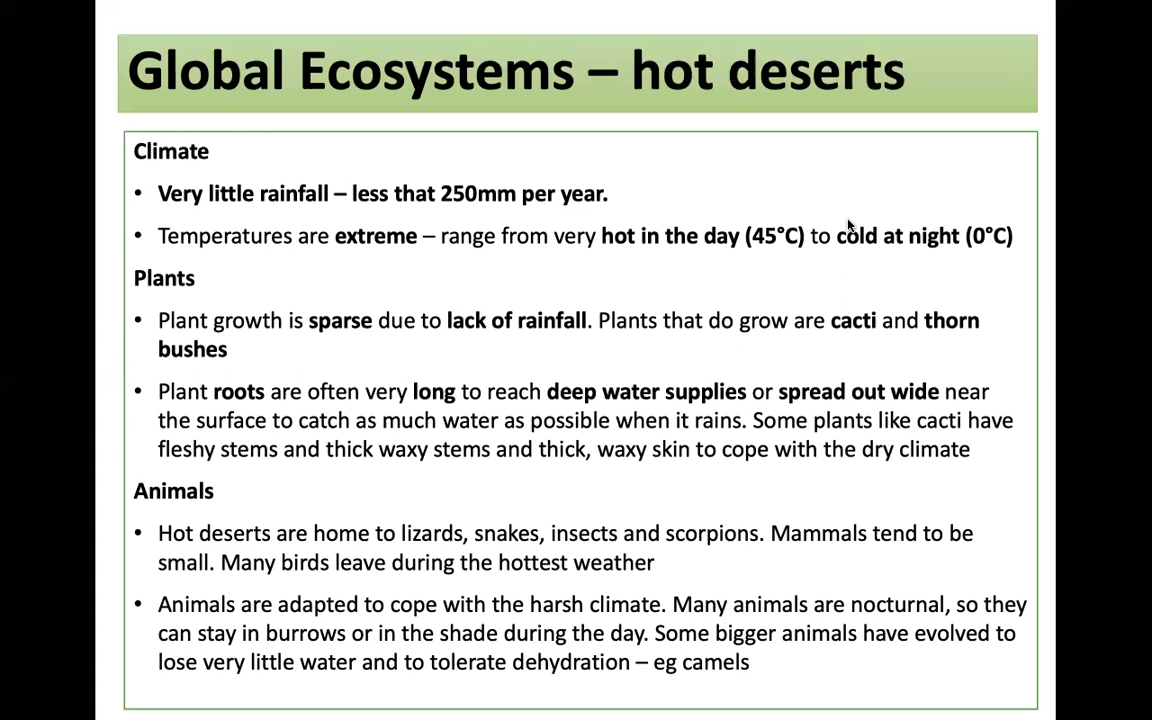 Global Ecosystems – hot deserts
Climate
• Very little rainfall – less that 250mm per year.
• Temperatures are extreme – range from very hot in the day (45°C) to cold at night (0°C)
Plants
• Plant growth is sparse due to lack of rainfall. Plants that do grow are cacti and thorn
bushes
• Plant roots are often very long to reach deep water supplies or spread out wide near
the surface to catch as much water as possible when it rains. Some plants like cacti have
fleshy stems and thick waxy stems and thick, waxy skin to cope with the dry climate
Animals
• Hot deserts are home to lizards, snakes, insects and scorpions. Mammals tend to be
small. Many birds leave during the hottest weather
• Animals are adapted to cope with the harsh climate. Many animals are nocturnal, so they
can stay in burrows or in the shade during the day. Some bigger animals have evolved to
lose very little water and to tolerate dehydration – eg camels